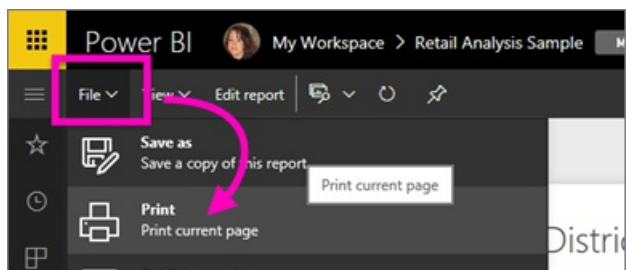 Power BI My Workspace > Retail Analysis Sample
File View Edit report
Save as
Save a copy of this report
Print current page
Print
Print current page